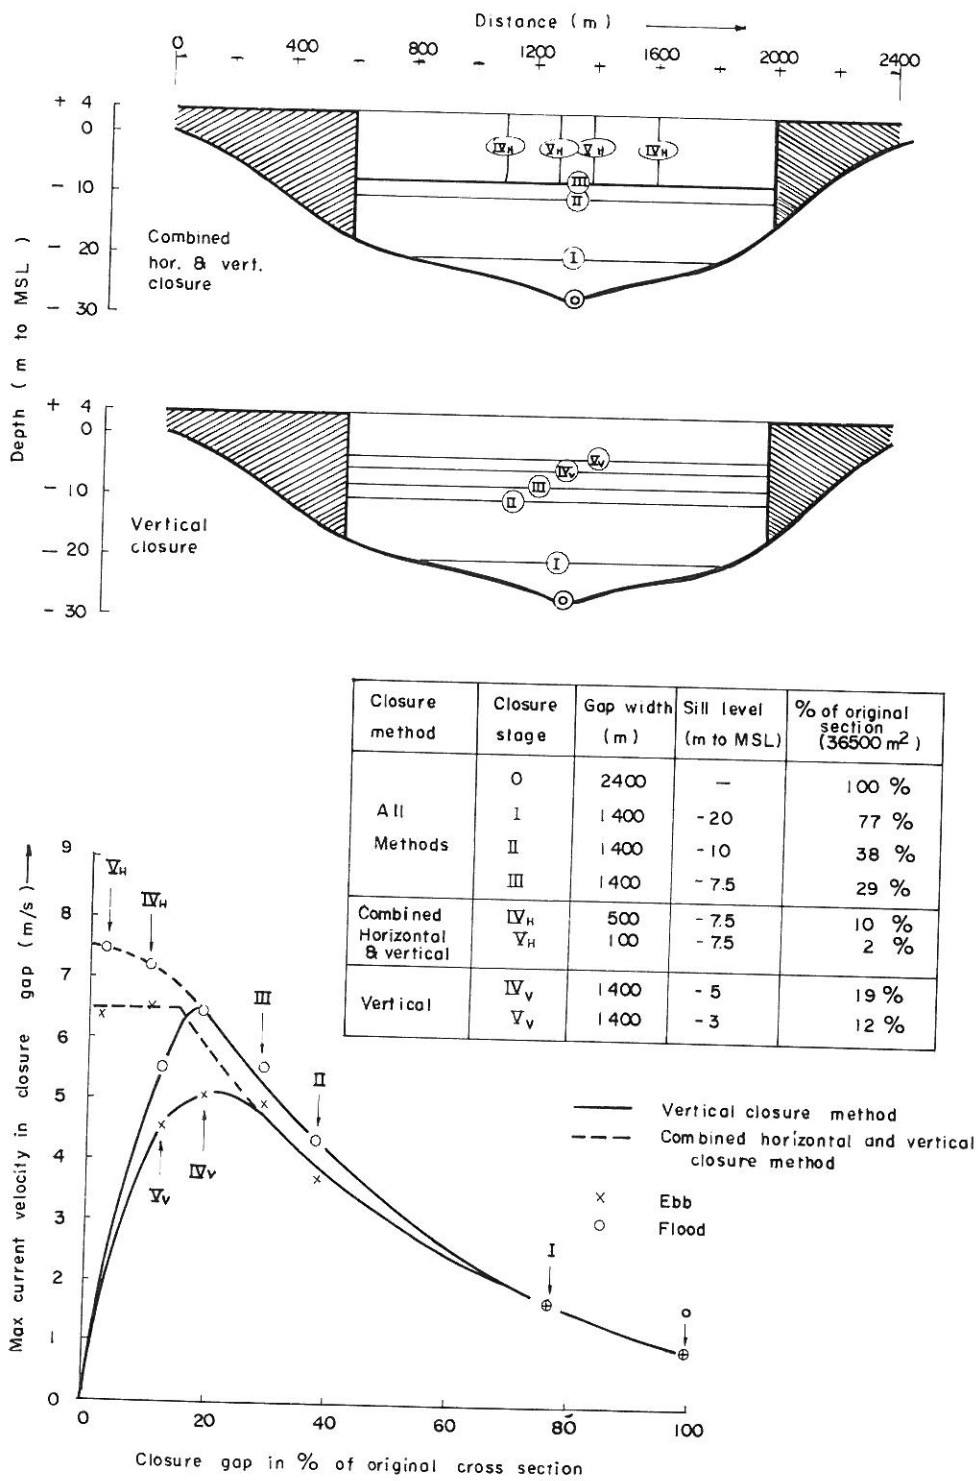 Distance (m)
0 400 800 1200 1600 2000 2400
+ 4
0
- 10
- 20
- 30
Depth ( m to MSL )
IVH VH VH IVH
III
II
I
O
Combined
hor. & vert.
closure
+ 4
0
- 10
- 20
- 30
VV
IVV
III
II
I
O
Vertical
closure
Closure method | Closure stage | Gap width (m) | Sill level (m to MSL) | % of original section (36500 m²)
All Methods
O 2400 — 100 %
I 1400 -20 77 %
II 1400 -10 38 %
III 1400 -7.5 29 %
Combined Horizontal & vertical
IVH 500 -7.5 10 %
VH 100 -7.5 2 %
Vertical
IVV 1400 -5 19 %
VV 1400 -3 12 %
Max current velocity in closure gap (m/s)
9
8
7
6
5
4
3
2
1
0
VH
IVH
III
II
IVV
VV
I
O
Vertical closure method
Combined horizontal and vertical
closure method
x Ebb
o Flood
0 20 40 60 80 100
Closure gap in % of original cross section